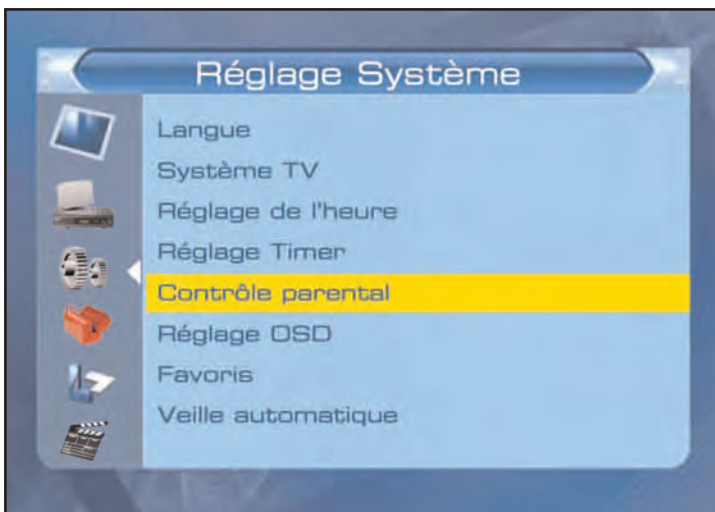 Réglage Système
Langue
Système TV
Réglage de l'heure
Réglage Timer
Contrôle parental
Réglage OSD
Favoris
Veille automatique